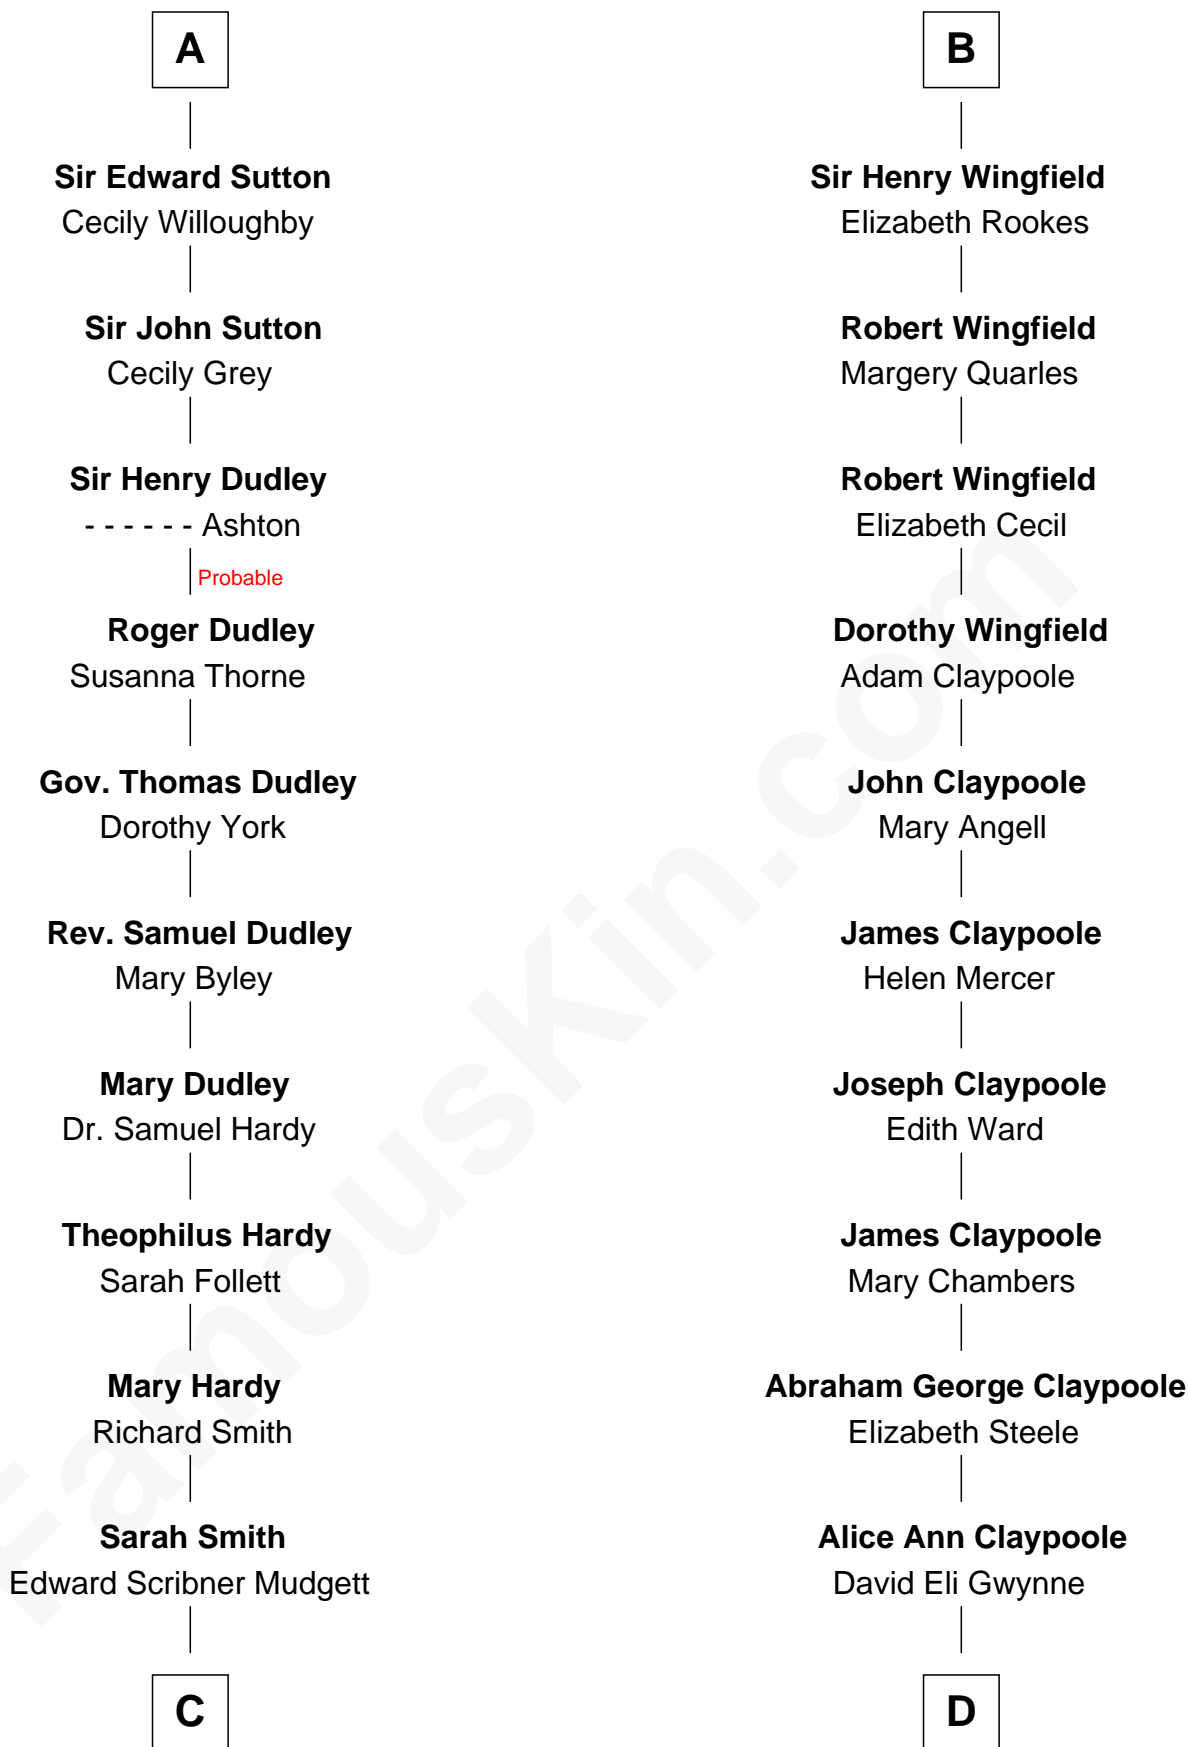 A
Sir Edward Sutton
Cecily Willoughby
Sir John Sutton
Cecily Grey
Sir Henry Dudley
- - - - - - Ashton
Probable
Roger Dudley
Susanna Thorne
Gov. Thomas Dudley
Dorothy York
Rev. Samuel Dudley
Mary Byley
Mary Dudley
Dr. Samuel Hardy
Theophilus Hardy
Sarah Follett
Mary Hardy
Richard Smith
Sarah Smith
Edward Scribner Mudgett
C
B
Sir Henry Wingfield
Elizabeth Rookes
Robert Wingfield
Margery Quarles
Robert Wingfield
Elizabeth Cecil
Dorothy Wingfield
Adam Claypoole
John Claypoole
Mary Angell
James Claypoole
Helen Mercer
Joseph Claypoole
Edith Ward
James Claypoole
Mary Chambers
Abraham George Claypoole
Elizabeth Steele
Alice Ann Claypoole
David Eli Gwynne
D
FamousKin.com